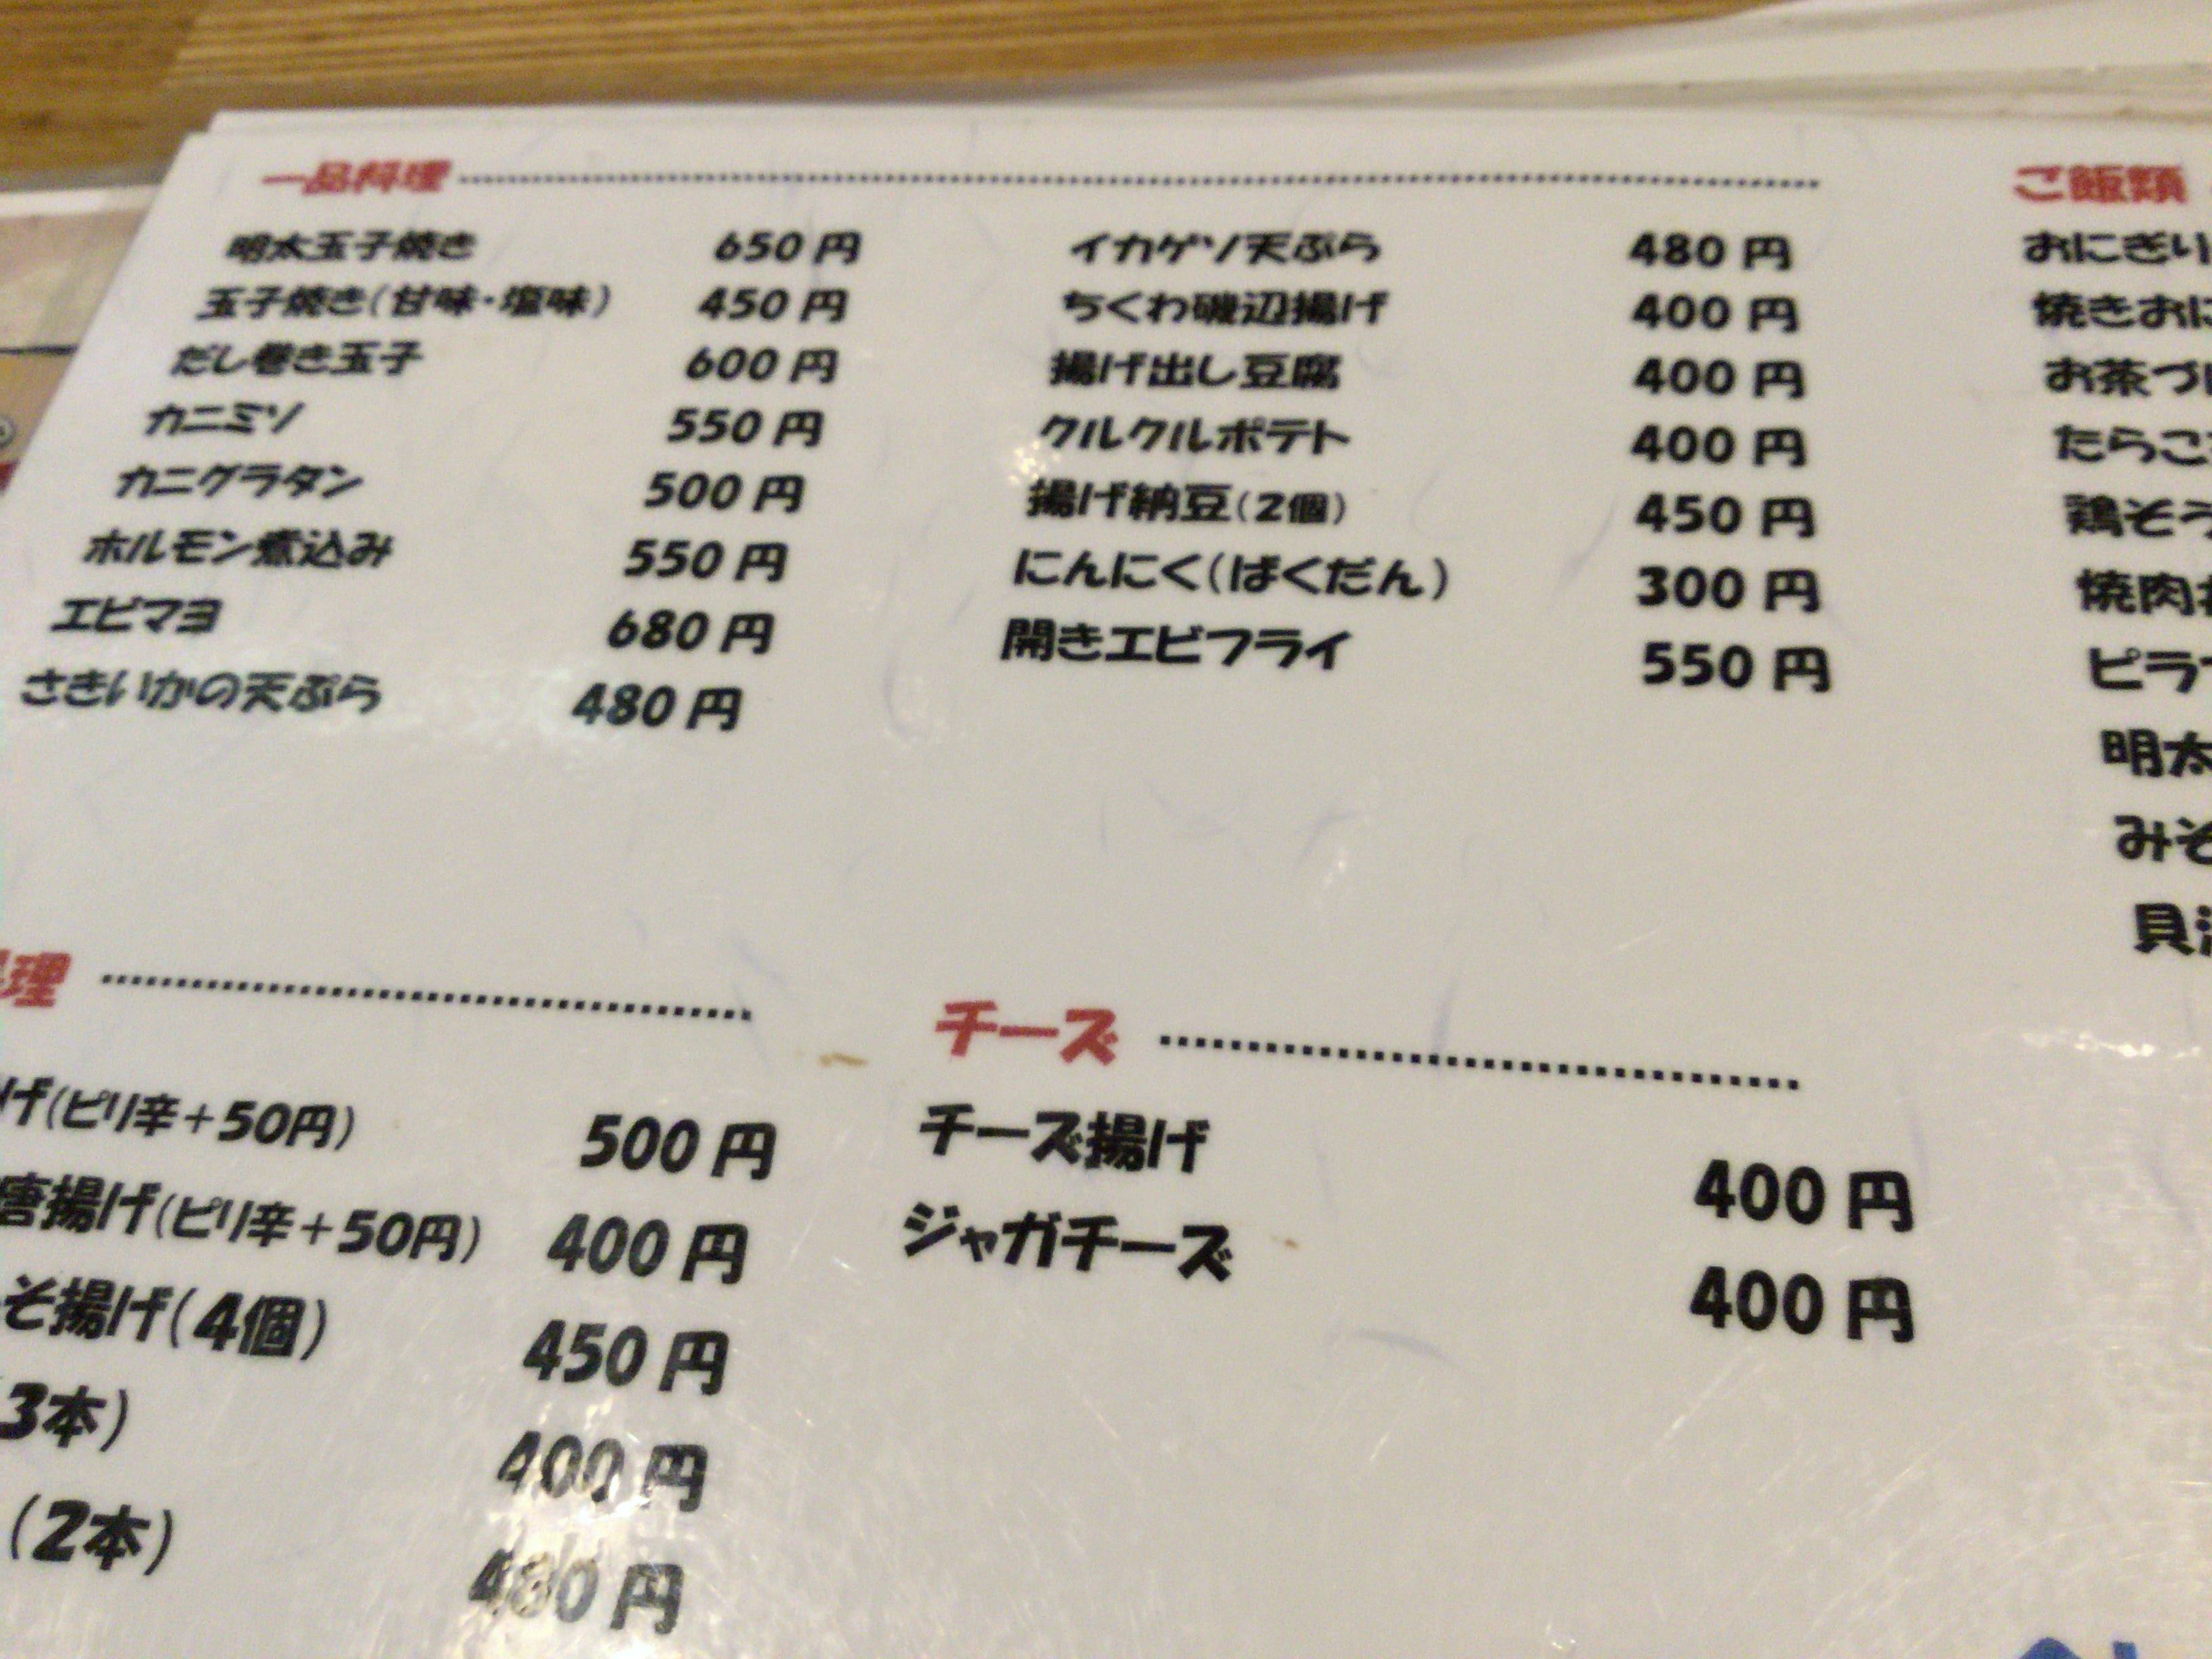 一品料理
明太玉子焼き 650円
玉子焼き(甘味・塩味) 450円
だし巻き玉子 600円
カニミソ 550円
カニグラタン 500円
ホルモン煮込み 550円
エビマヨ 680円
さきいかの天ぷら 480円
イカゲソ天ぷら 480円
ちくわ磯辺揚げ 400円
揚げ出し豆腐 400円
クルクルポテト 400円
揚げ納豆(2個) 450円
にんにく(ばくだん) 300円
開きエビフライ 550円
ご飯類
おにぎり
焼きおに
お茶づけ
たらこ
鶏そう
焼肉
ピラフ
明太
みそ
貝
理
げ(ピリ辛+50円) 500円
唐揚げ(ピリ辛+50円) 400円
そ揚げ(4個) 450円
3本) 400円
(2本) 480円
チーズ
チーズ揚げ 400円
ジャガチーズ 400円